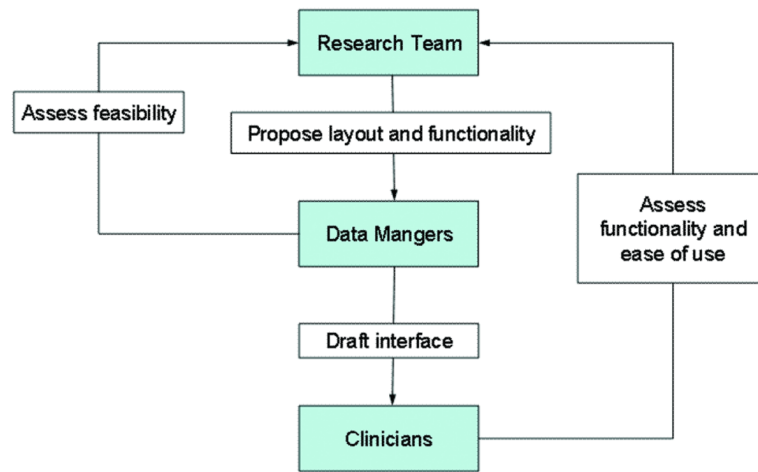 Research Team
Assess feasibility
Propose layout and functionality
Assess
functionality and
ease of use
Data Mangers
Draft interface
Clinicians